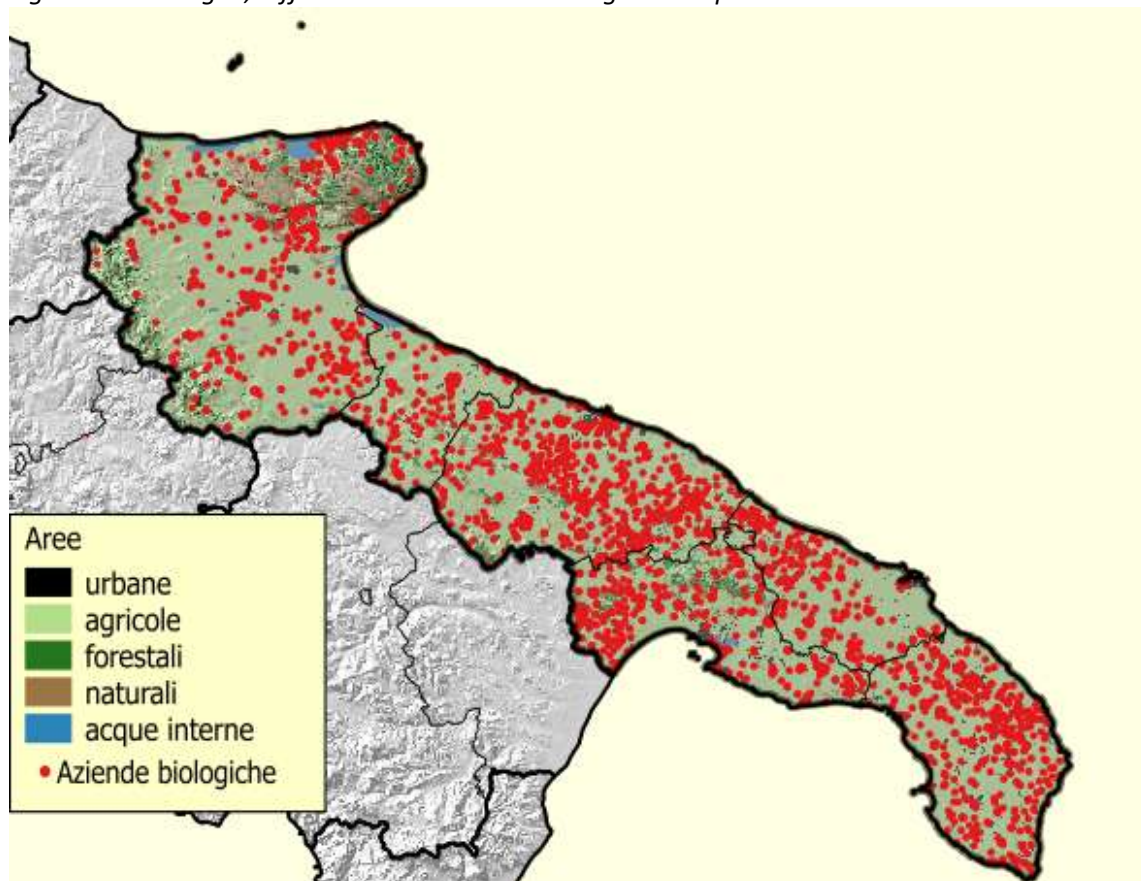 Aree
urbane
agricole
forestali
naturali
acque interne
Aziende biologiche